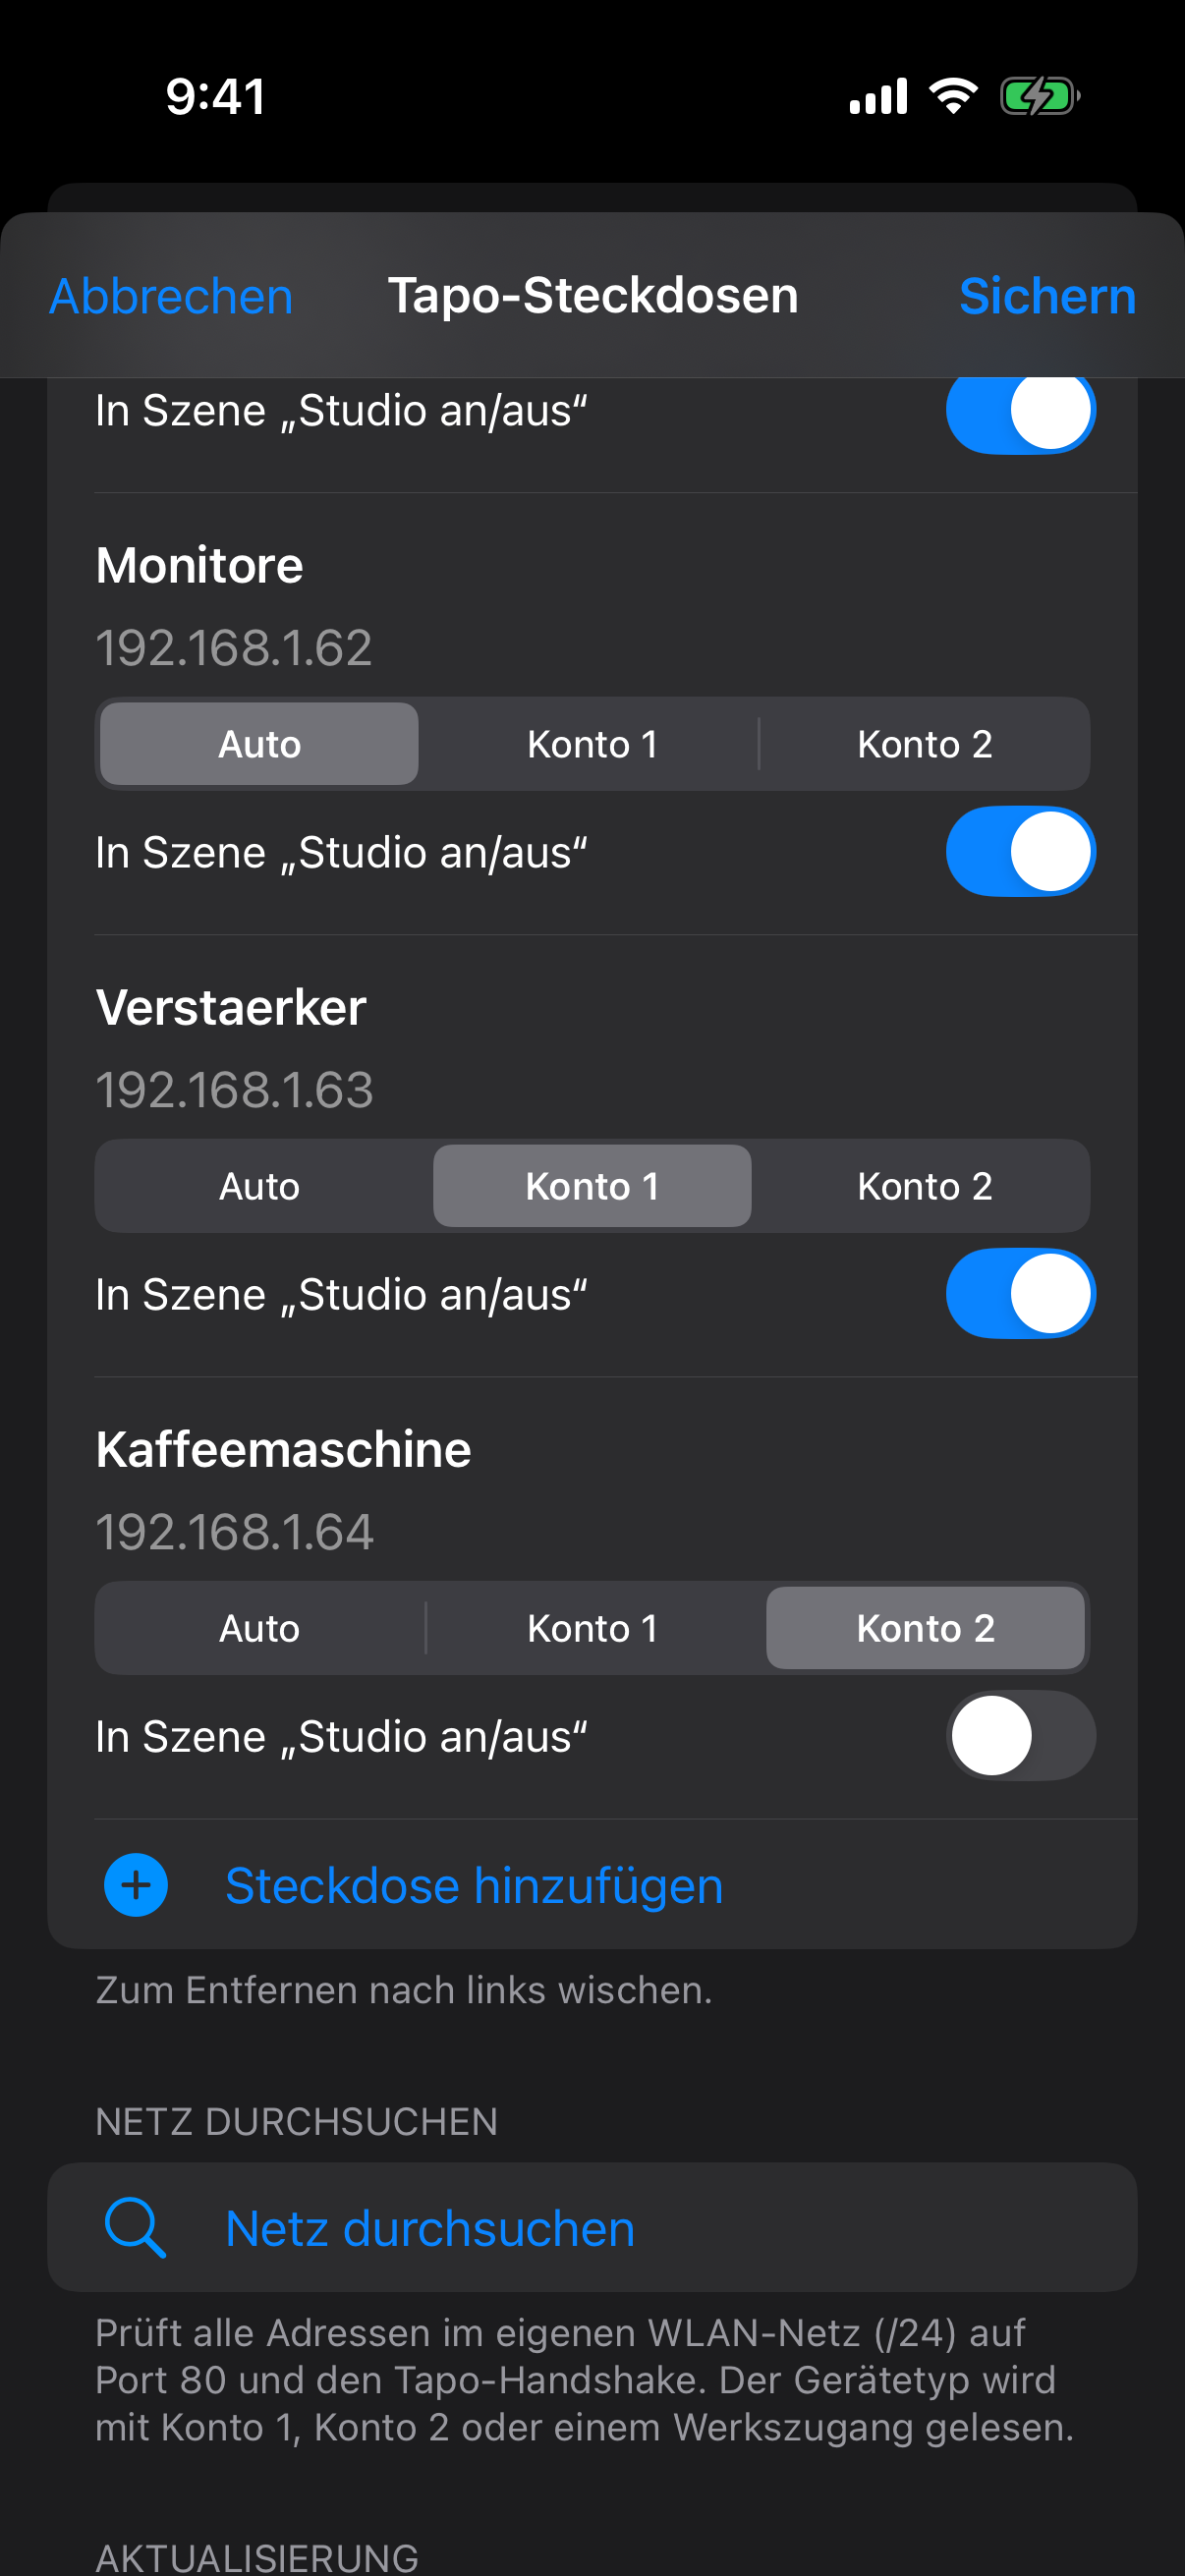 9:41
Abbrechen Tapo-Steckdosen Sichern
In Szene „Studio an/aus“
Monitore
192.168.1.62
Auto Konto 1 Konto 2
In Szene „Studio an/aus“
Verstaerker
192.168.1.63
Auto Konto 1 Konto 2
In Szene „Studio an/aus“
Kaffeemaschine
192.168.1.64
Auto Konto 1 Konto 2
In Szene „Studio an/aus“
Steckdose hinzufügen
Zum Entfernen nach links wischen.
NETZ DURCHSUCHEN
Netz durchsuchen
Prüft alle Adressen im eigenen WLAN-Netz (/24) auf
Port 80 und den Tapo-Handshake. Der Gerätetyp wird
mit Konto 1, Konto 2 oder einem Werkszugang gelesen.
AKTUALISIERUNG